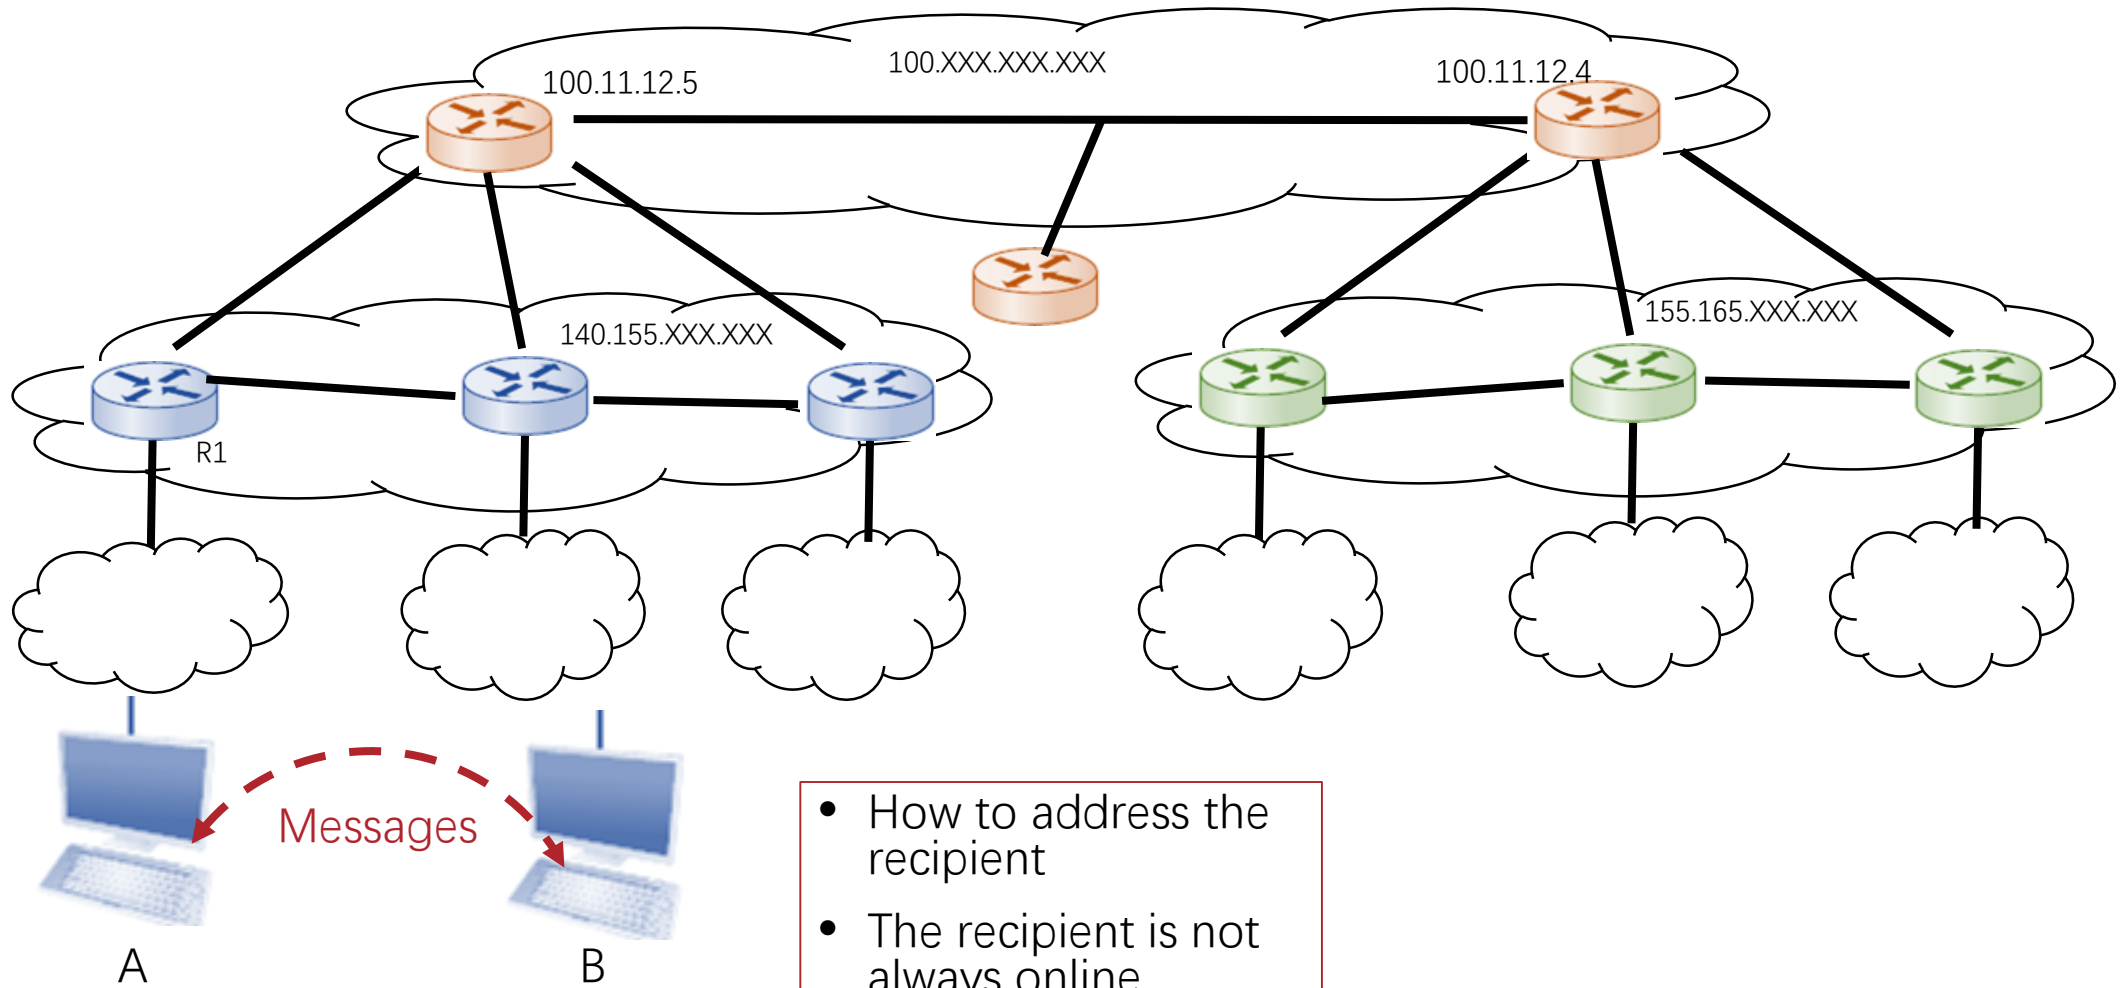 100.XXX.XXX.XXX
100.11.12.5
100.11.12.4
140.155.XXX.XXX
155.165.XXX.XXX
R1
Messages
• How to address the
recipient
• The recipient is not
always online
A
B